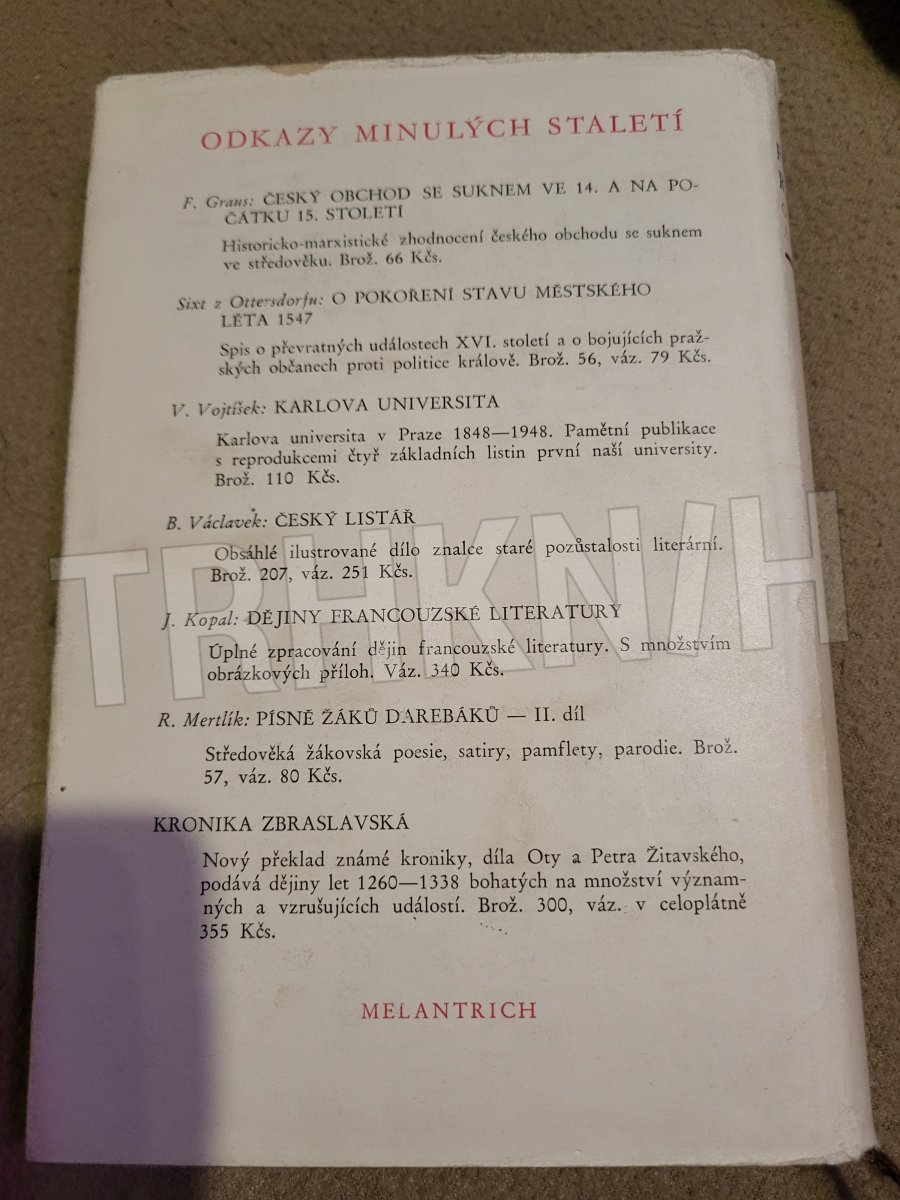 ODKAZY MINULÝCH STALETÍ
F. Graus: ČESKÝ OBCHOD SE SUKNEM VE 14. A NA PO-
ČÁTKU 15. STOLETÍ
Historicko-marxistické zhodnocení českého obchodu se suknem
ve středověku. Brož. 66 Kčs.
Sixt z Ottersdorfu: O POKOŘENÍ STAVU MĚSTSKÉHO
LÉTA 1547
Spis o převratných událostech XVI. století a o bojujících praž-
ských občanech proti politice králově. Brož. 56, váz. 79 Kčs.
V. Vojtíšek: KARLOVA UNIVERSITA
Karlova universita v Praze 1848—1948. Pamětní publikace
s reprodukcemi čtyř základních listin první naší university.
Brož. 110 Kčs.
B. Václavek: ČESKÝ LISTÁŘ
Obsáhlé ilustrované dílo znalce staré pozůstalosti literární.
Brož. 207, váz. 251 Kčs.
TRHKN/H
J. Kopal: DĚJINY FRANCOUZSKÉ LITERATURY
Úplné zpracování dějin francouzské literatury. S množstvím
obrázkových příloh. Váz. 340 Kčs.
R. Mertlík: PÍSNĚ ŽÁKŮ DAREBÁKŮ — II. díl
Středověká žákovská poesie, satiry, pamflety, parodie. Brož.
57, váz. 80 Kčs.
KRONIKA ZBRASLAVSKÁ
Nový překlad známé kroniky, díla Oty a Petra Žitavského,
podává dějiny let 1260—1338 bohatých na množství význam-
ných a vzrušujících událostí. Brož. 300, váz. v celoplátně
355 Kčs.
MELANTRICH